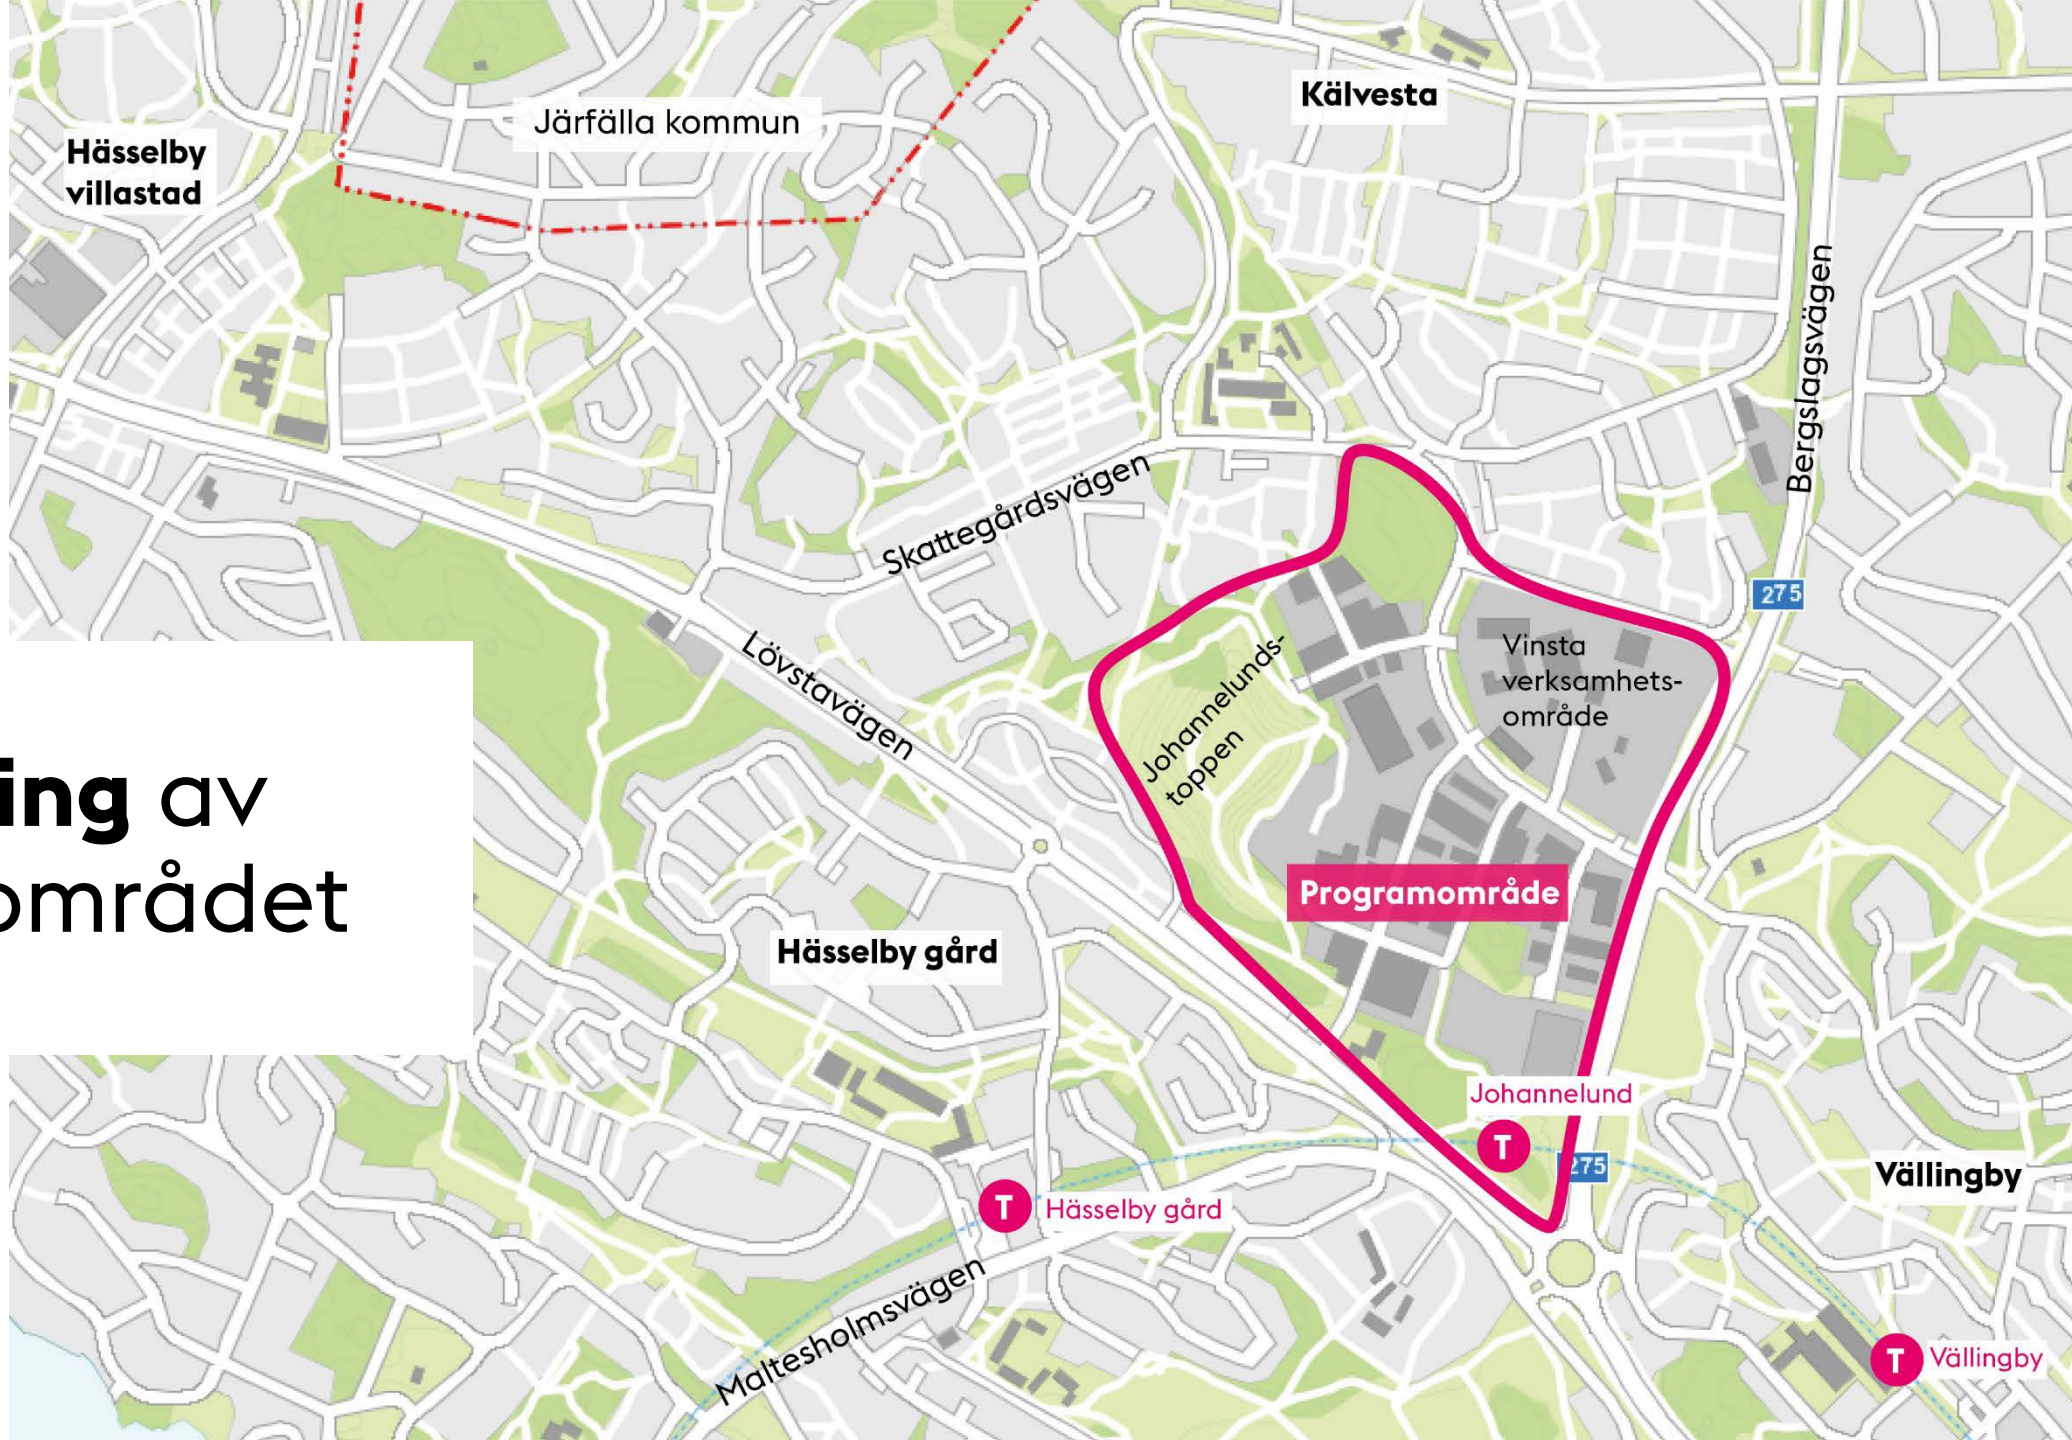 Kälvesta
Järfälla kommun
Hässelby
villastad
Bergslagsvägen
Skattegårdsvägen
275
Lövstavägen
Johannelunds-
toppen
Vinsta
verksamhets-
område
ing av
området
Programområde
Hässelby gård
Johannelund
T
275
Vällingby
T
Hässelby gård
Maltesholmsvägen
T
Vällingby